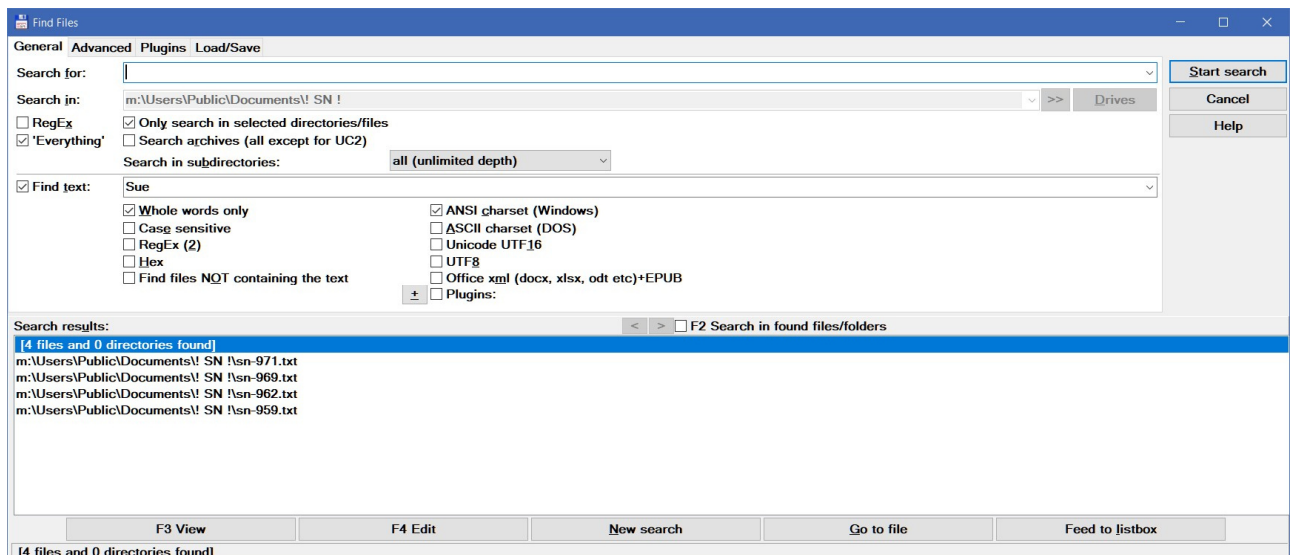 Find Files
General Advanced Plugins Load/Save
Search for:
Start search
Search in: m:\Users\Public\Documents\! SN ! >> Drives
Cancel
RegEx Only search in selected directories/files
Help
'Everything' Search archives (all except for UC2)
Search in subdirectories: all (unlimited depth)
Find text: Sue
Whole words only ANSI charset (Windows)
Case sensitive ASCII charset (DOS)
RegEx (2) Unicode UTF16
Hex UTF8
Find files NOT containing the text Office xml (docx, xlsx, odt etc)+EPUB
± Plugins:
Search results: < > F2 Search in found files/folders
[4 files and 0 directories found]
m:\Users\Public\Documents\! SN !\sn-971.txt
m:\Users\Public\Documents\! SN !\sn-969.txt
m:\Users\Public\Documents\! SN !\sn-962.txt
m:\Users\Public\Documents\! SN !\sn-959.txt
F3 View F4 Edit New search Go to file Feed to listbox
[4 files and 0 directories found]